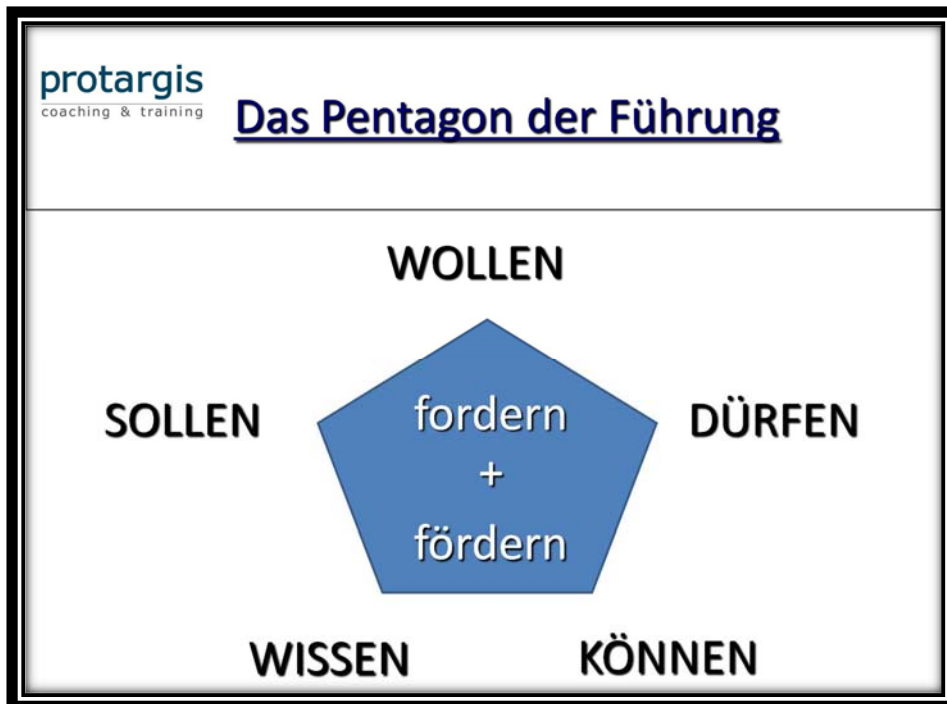 protargis
coaching & training
Das Pentagon der Führung
WOLLEN
SOLLEN
fordern
DÜRFEN
+
fördern
WISSEN
KÖNNEN